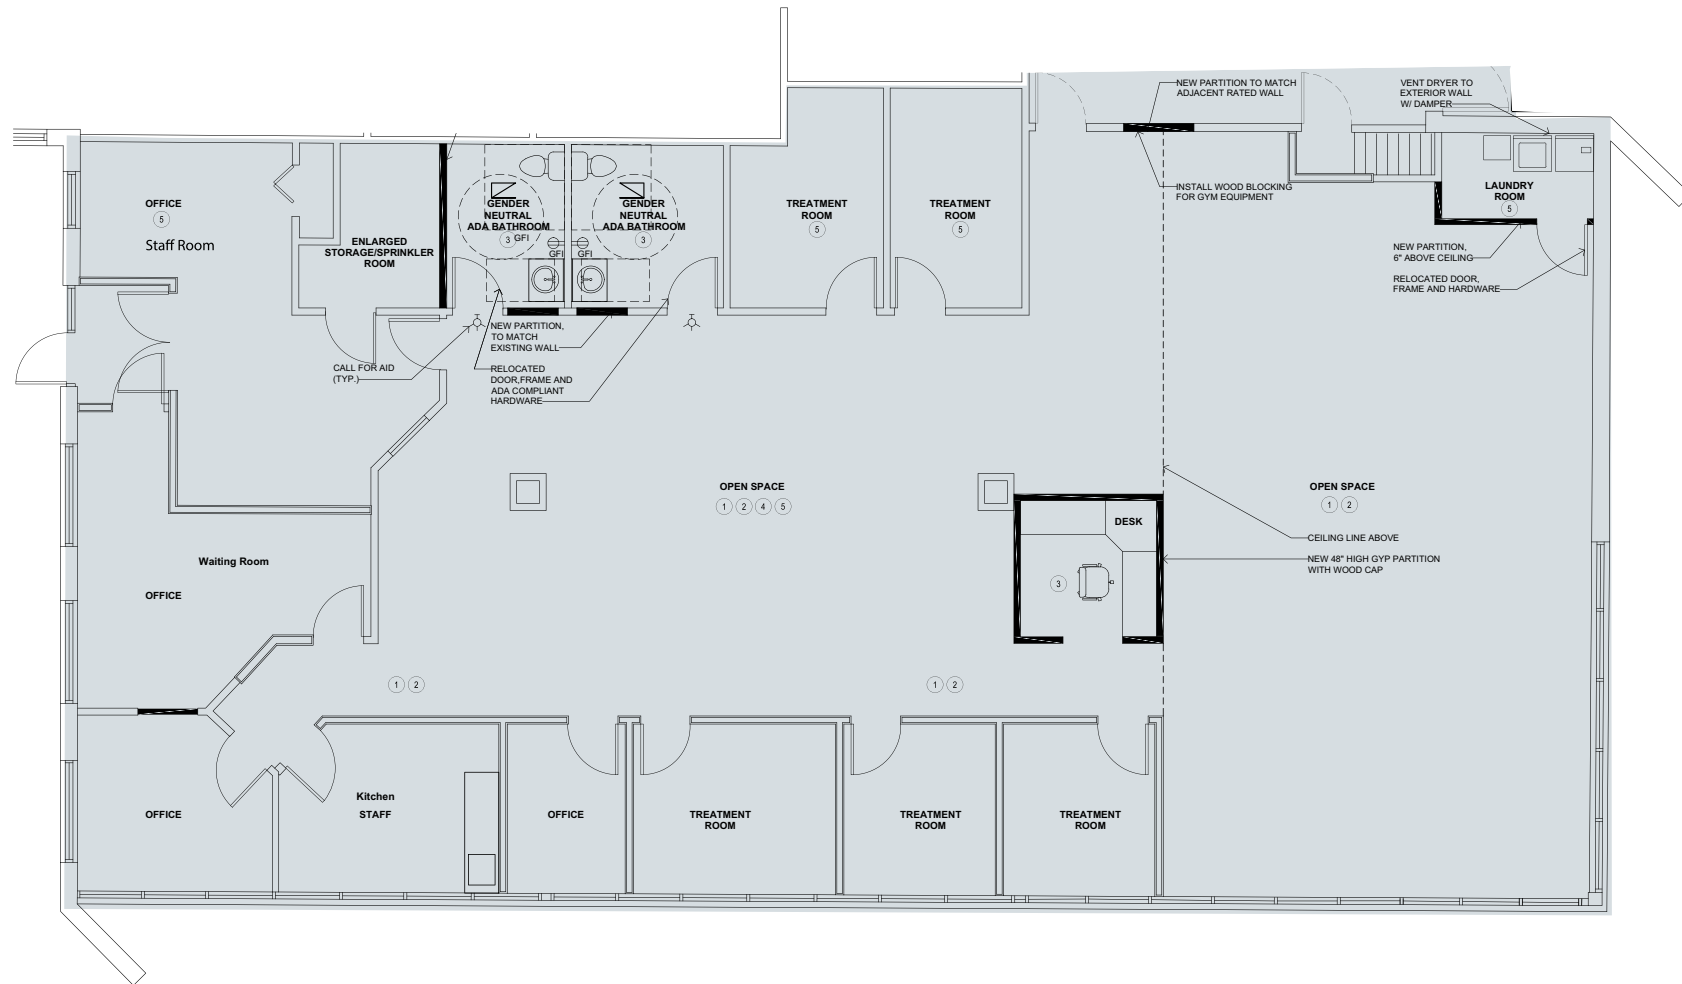 NEW PARTITION TO MATCH
ADJACENT RATED WALL
VENT DRYER TO
EXTERIOR WALL
W/ DAMPER
INSTALL WOOD BLOCKING
FOR GYM EQUIPMENT
LAUNDRY
ROOM
5
OFFICE
5
Staff Room
ENLARGED
STORAGE/SPRINKLER
ROOM
GENDER
NEUTRAL
ADA BATHROOM
3
GFI
GFI
GENDER
NEUTRAL
ADA BATHROOM
3
GFI
TREATMENT
ROOM
5
TREATMENT
ROOM
5
NEW PARTITION,
6" ABOVE CEILING
RELOCATED DOOR,
FRAME AND HARDWARE
NEW PARTITION,
TO MATCH
EXISTING WALL
CALL FOR AID
(TYP.)
RELOCATED
DOOR,FRAME AND
ADA COMPLIANT
HARDWARE
OPEN SPACE
1 2 4 5
OPEN SPACE
1 2
DESK
3
CEILING LINE ABOVE
NEW 48" HIGH GYP PARTITION
WITH WOOD CAP
Waiting Room
OFFICE
1 2
1 2
OFFICE
Kitchen
STAFF
OFFICE
TREATMENT
ROOM
TREATMENT
ROOM
TREATMENT
ROOM